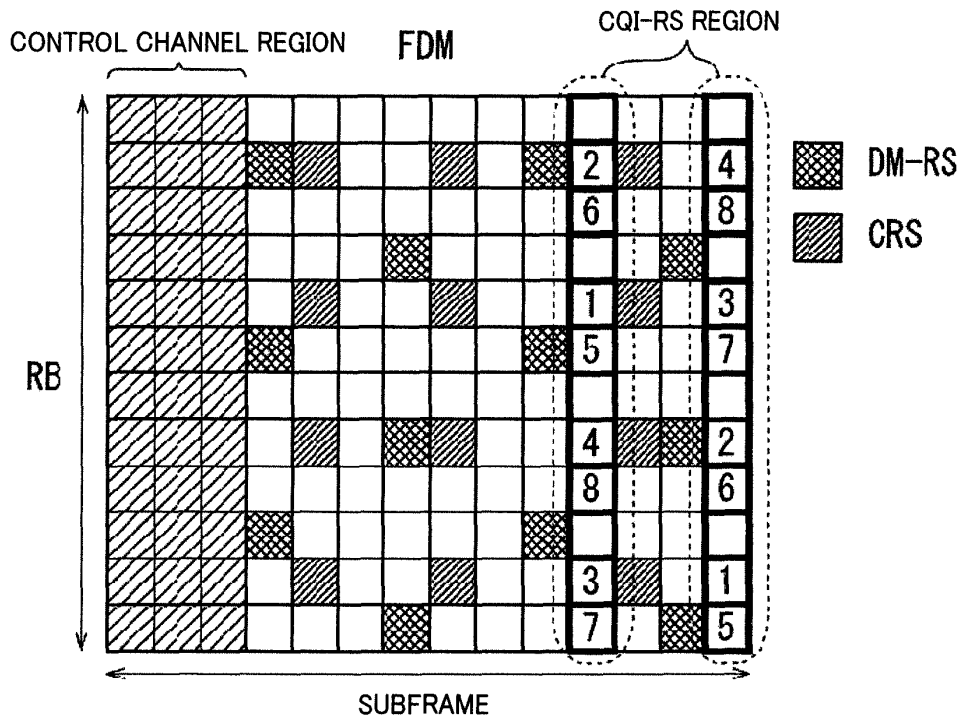 CONTROL CHANNEL REGION
FDM
CQI-RS REGION
2 4
DM-RS
6 8
CRS
1 3
5 7
RB
4 2
8 6
3 1
7 5
SUBFRAME